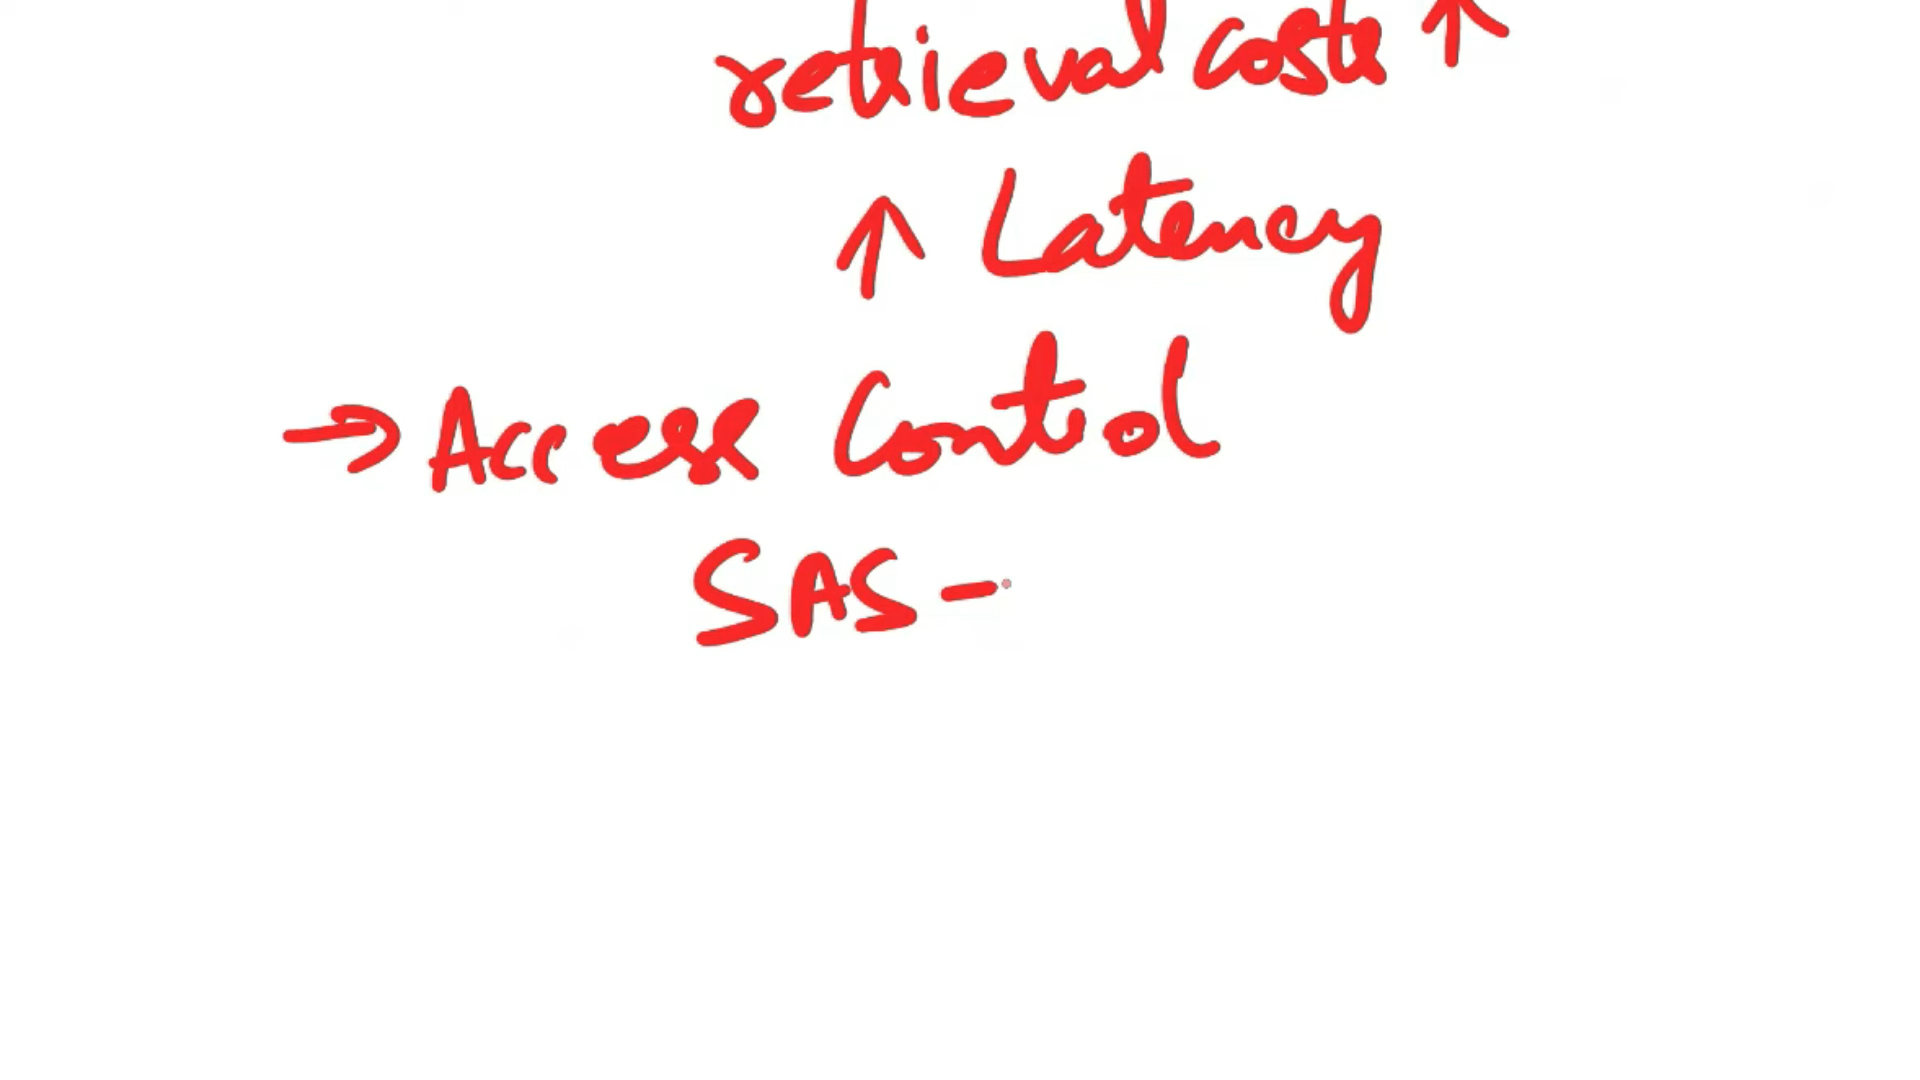 retrieval costs ↑
↑ Latency
→ Access Control
SAS -